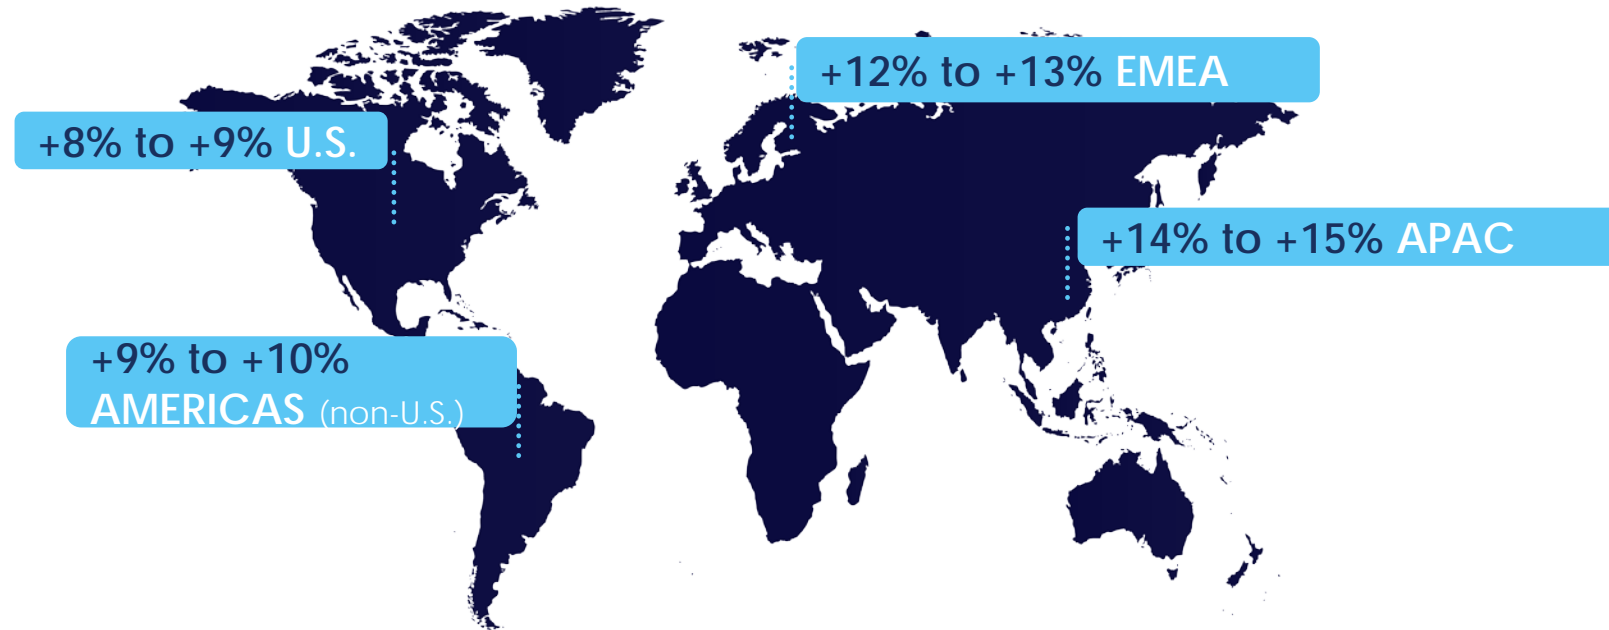 +12% to +13% EMEA
+8% to +9% U.S.
+14% to +15% APAC
+9% to +10%
AMERICAS (non-U.S.)